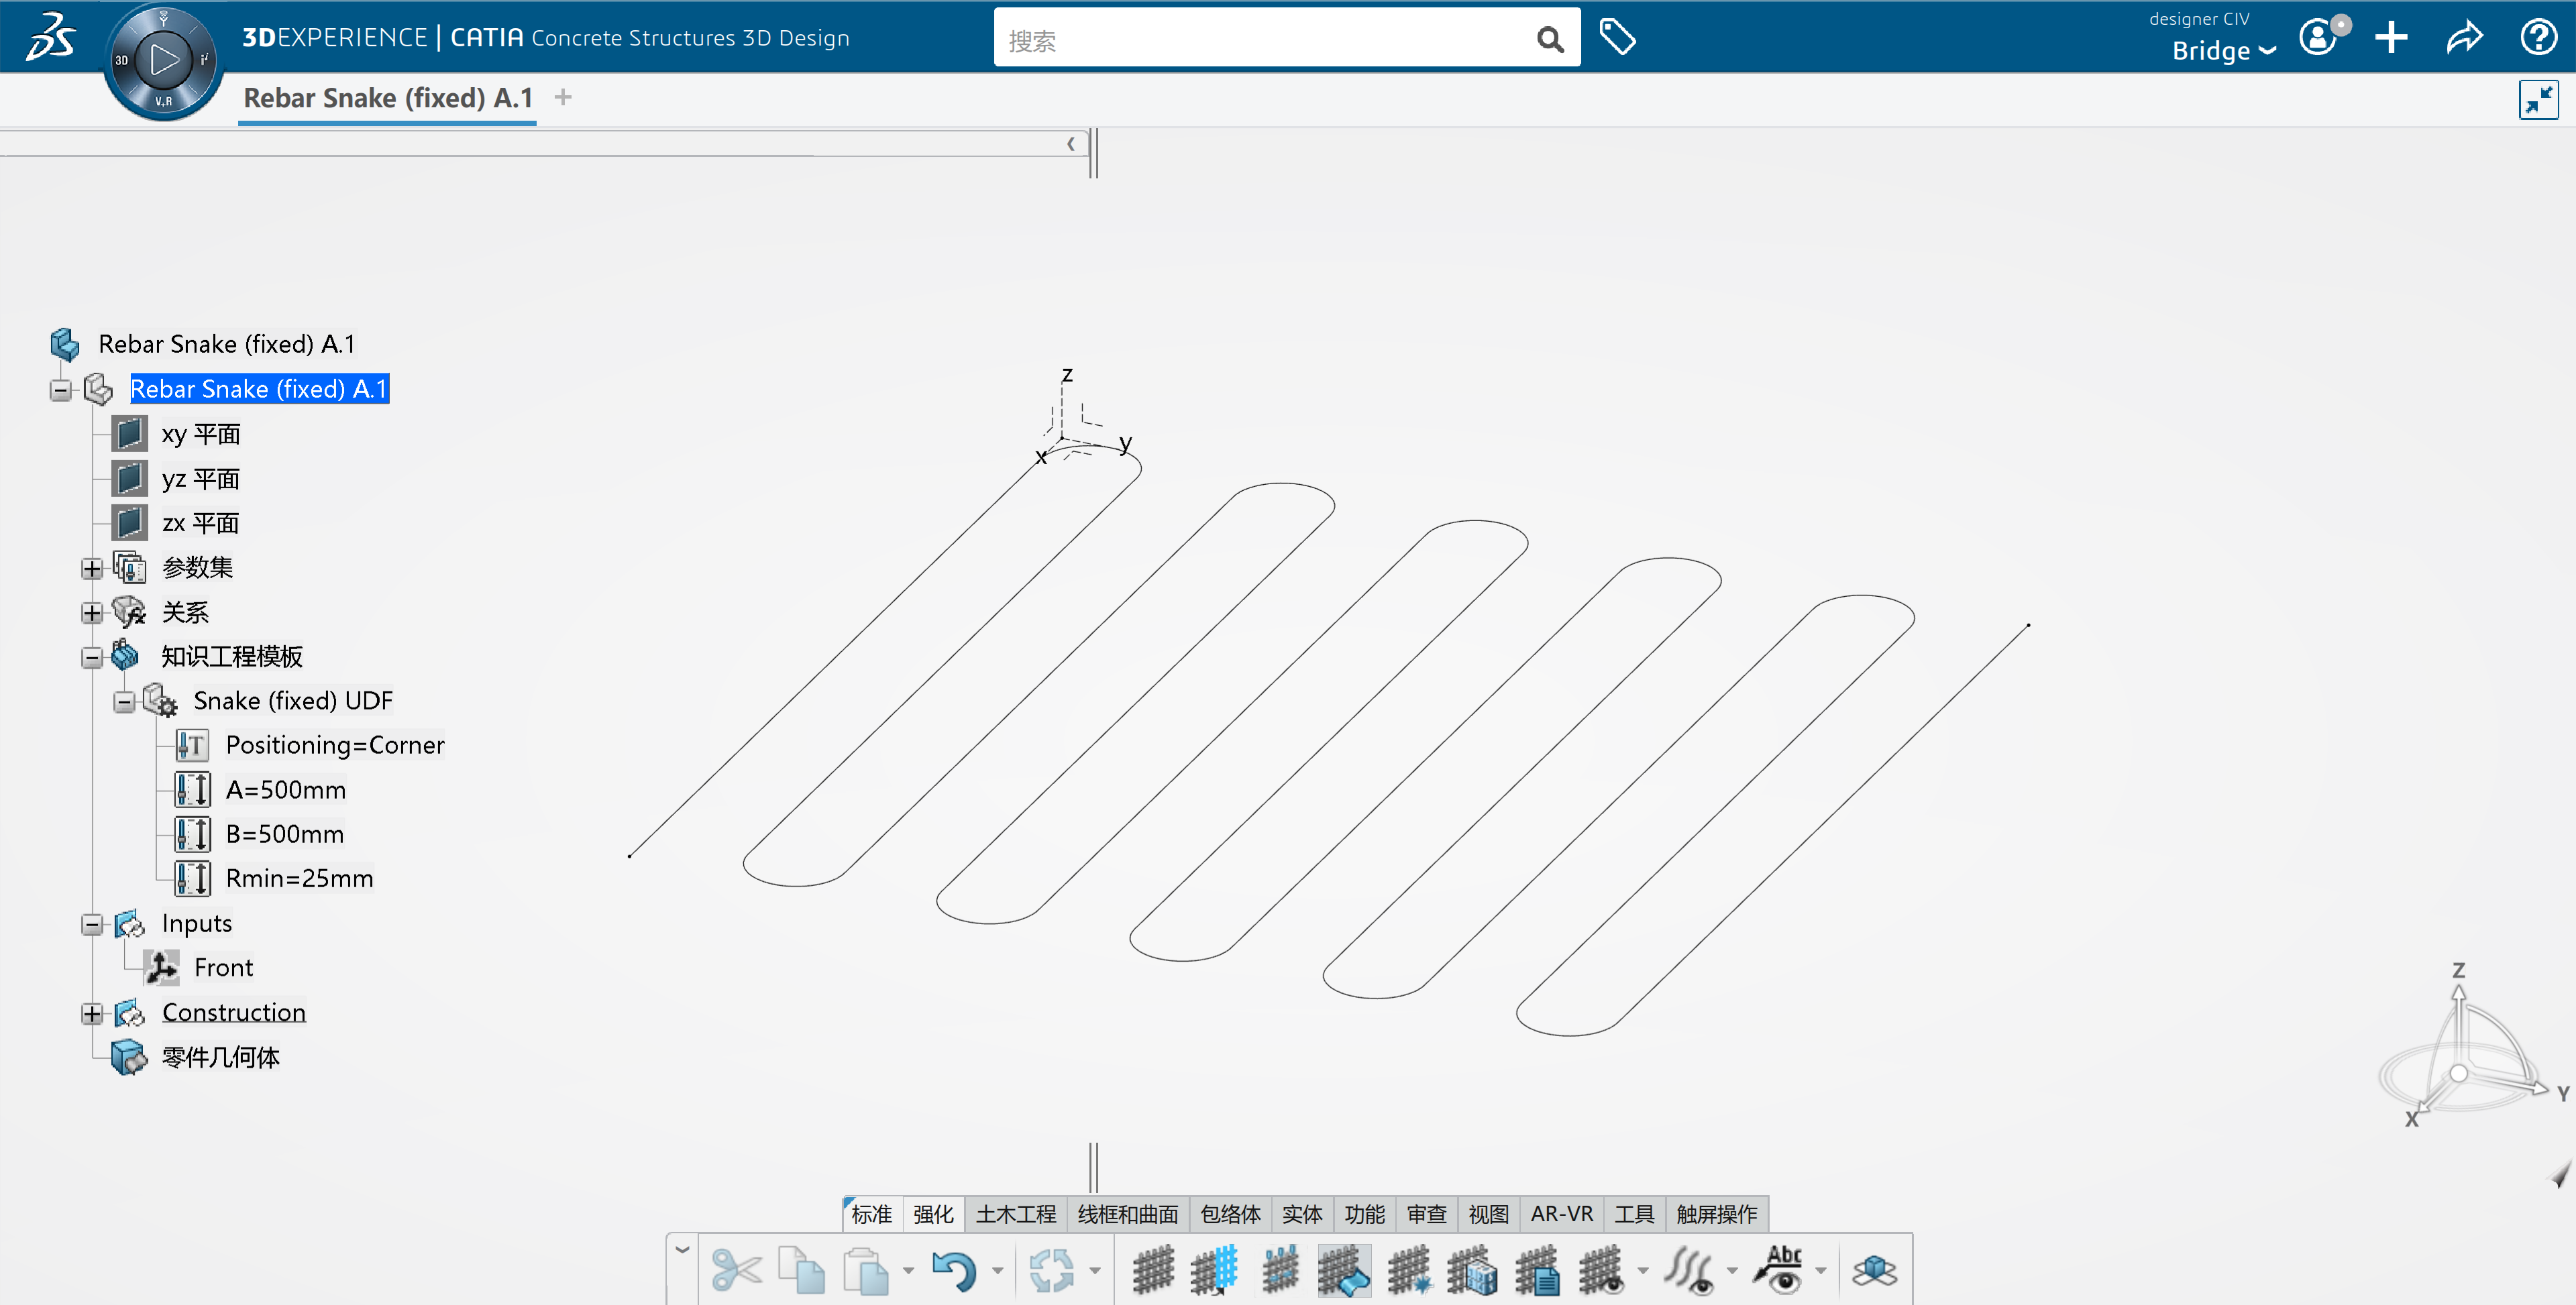 3DEXPERIENCE | CATIA Concrete Structures 3D Design
搜索
designer CIV
Bridge
3D
V.R
Rebar Snake (fixed) A.1
Rebar Snake (fixed) A.1
Rebar Snake (fixed) A.1
xy 平面
yz 平面
zx 平面
参数集
关系
知识工程模板
Snake (fixed) UDF
Positioning=Corner
A=500mm
B=500mm
Rmin=25mm
Inputs
Front
Construction
零件几何体
z
y
x
Z
Y
X
标准 强化 土木工程 线框和曲面 包络体 实体 功能 审查 视图 AR-VR 工具 触屏操作
Abc